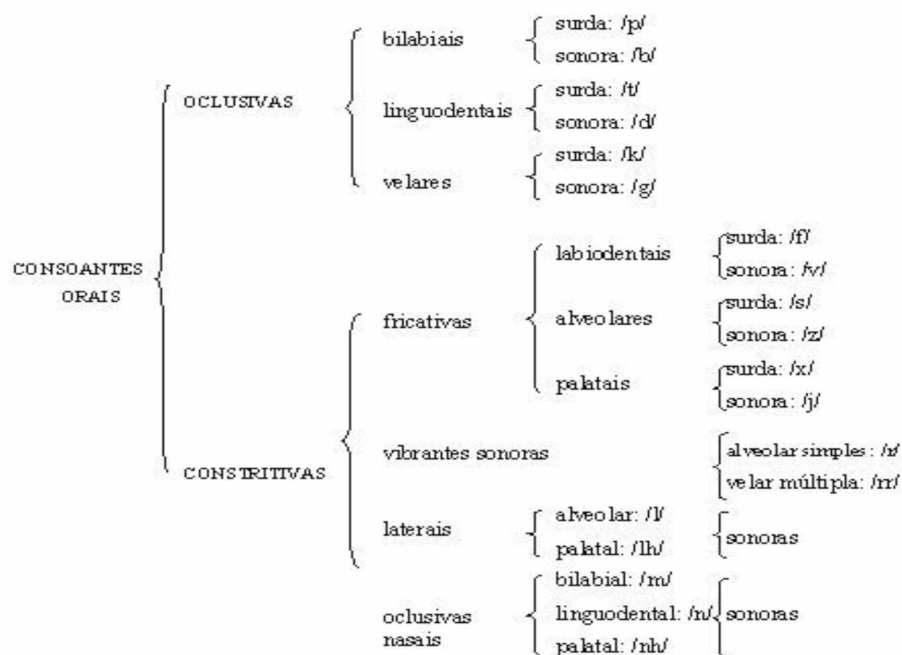 CONSOANTES
ORAIS
OCLUSIVAS
bilabiais
surda: /p/
sonora: /b/
linguodentais
surda: /t/
sonora: /d/
velares
surda: /k/
sonora: /g/
CONSTRITIVAS
fricativas
labiodentais
surda: /f/
sonora: /v/
alveolares
surda: /s/
sonora: /z/
palatais
surda: /x/
sonora: /j/
vibrantes sonoras
alveolar simples: /r/
velar múltipla: /rr/
laterais
alveolar: /l/
palatal: /lh/
sonoras
oclusivas
nasais
bilabial: /m/
linguodental: /n/
palatal: /nh/
sonoras